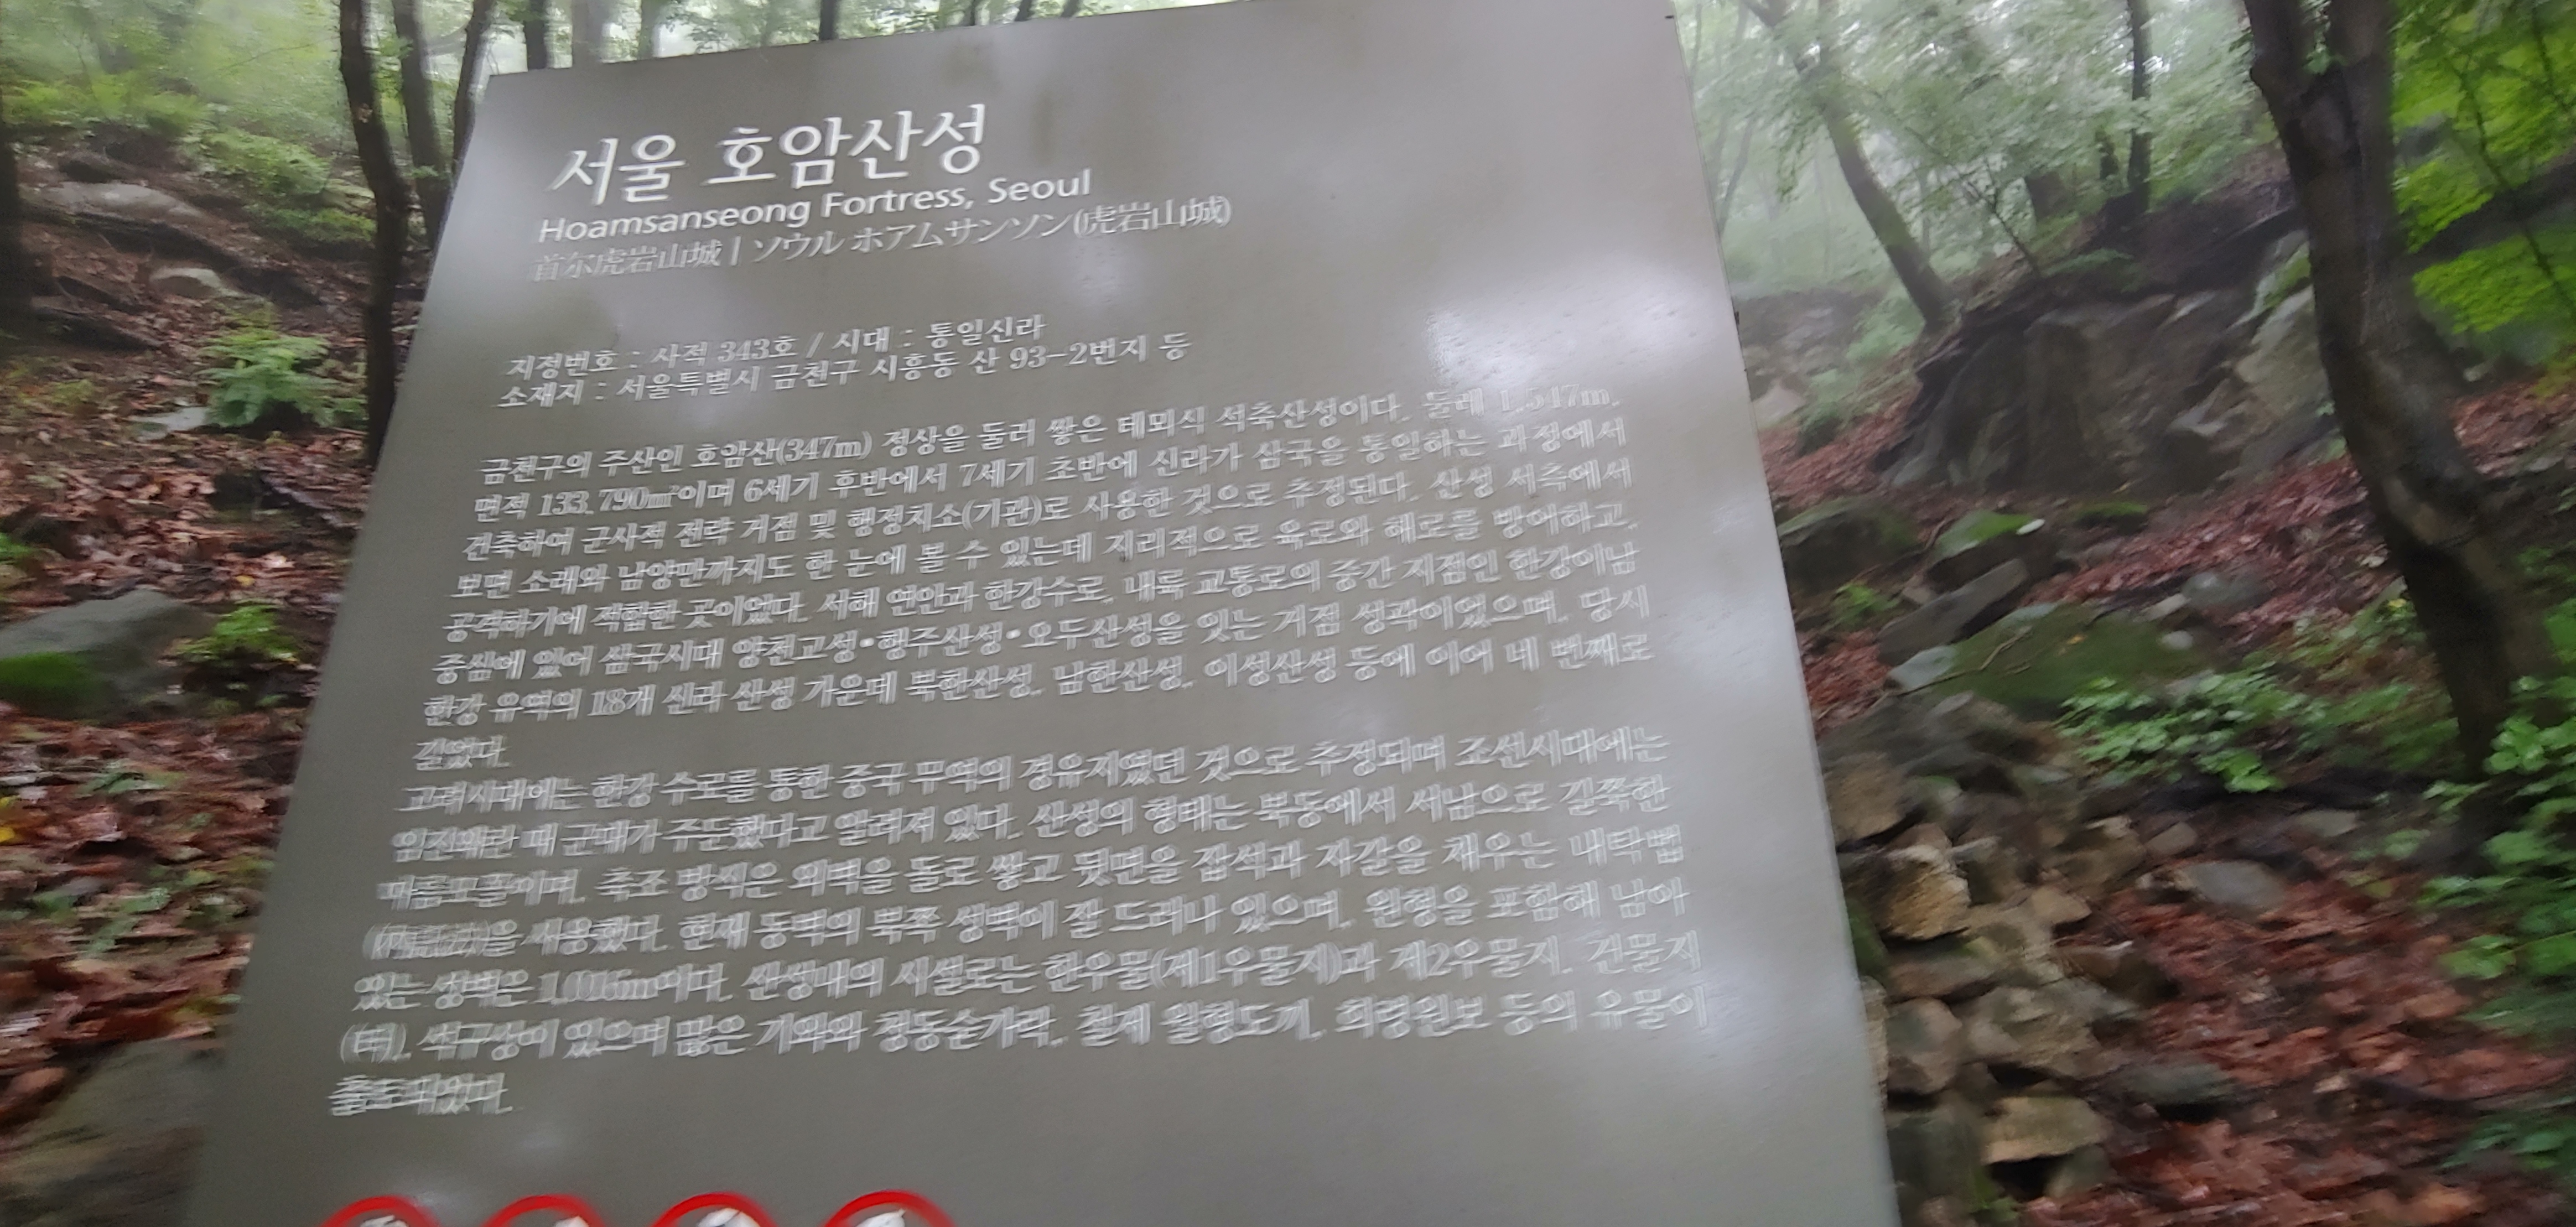 서울 호암산성
Hoamsanseong Fortress, Seoul
首尔虎岩山城 | ソウル ホアムサンソン(虎岩山城)
지정번호 : 사적 343호 / 시대 : 통일신라
소재지 : 서울특별시 금천구 시흥동 산 93-2번지 등
금천구의 주산인 호암산(347m) 정상을 둘러 쌓은 테뫼식 석축산성이다. 둘레 1,547m,
면적 133,790㎡이며 6세기 후반에서 7세기 초반에 신라가 삼국을 통일하는 과정에서
건축하여 군사적 전략 거점 및 행정치소(기관)로 사용한 것으로 추정된다. 산성 서측에서
보면 소래와 남양만까지도 한 눈에 볼 수 있는데 지리적으로 육로와 해로를 방어하고,
공격하기에 적합한 곳이었다. 서해 연안과 한강수로, 내륙 교통로의 중간 지점인 한강이남
중심에 있어 삼국시대 양천고성•행주산성•오두산성을 잇는 거점 성곽이었으며, 당시
한강 유역의 18개 신라 산성 가운데 북한산성, 남한산성, 이성산성 등에 이어 네 번째로
길었다.
고려시대에는 한강 수로를 통한 중국 무역의 경유지였던 것으로 추정되며 조선시대에는
임진왜란 때 군대가 주둔했다고 알려져 있다. 산성의 형태는 북동에서 서남으로 길쭉한
마름모꼴이며, 축조 방식은 외벽을 돌로 쌓고 뒷면을 잡석과 자갈을 채우는 내탁법
(內托法)을 사용했다. 현재 동벽의 북쪽 성벽에 잘 드러나 있으며, 원형을 포함해 남아
있는 성벽은 1,016m이다. 산성내의 시설로는 한우물(제1우물지)과 제2우물지, 건물지
(터), 석구상이 있으며 많은 기와와 청동숟가락, 철제 월형도끼, 희령원보 등의 유물이
출토되었다.